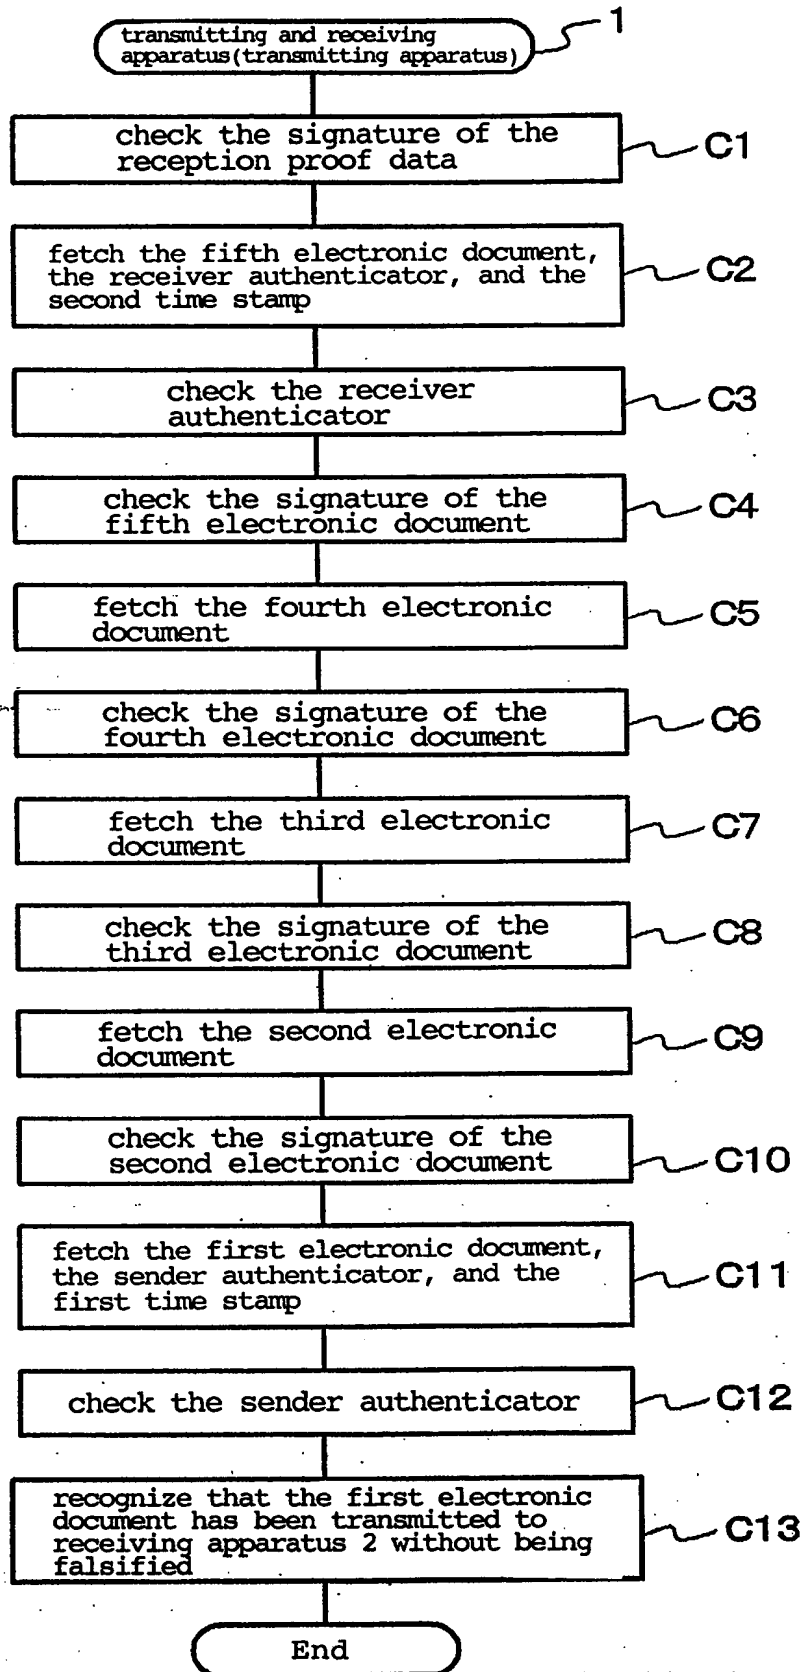 transmitting and receiving
apparatus(transmitting apparatus)
1
check the signature of the
reception proof data
C1
fetch the fifth electronic document,
the receiver authenticator, and the
second time stamp
C2
check the receiver
authenticator
C3
check the signature of the
fifth electronic document
C4
fetch the fourth electronic
document
C5
check the signature of the
fourth electronic document
C6
fetch the third electronic
document
C7
check the signature of the
third electronic document
C8
fetch the second electronic
document
C9
check the signature of the
second electronic document
C10
fetch the first electronic document,
the sender authenticator, and the
first time stamp
C11
check the sender authenticator
C12
recognize that the first electronic
document has been transmitted to
receiving apparatus 2 without being
falsified
C13
End